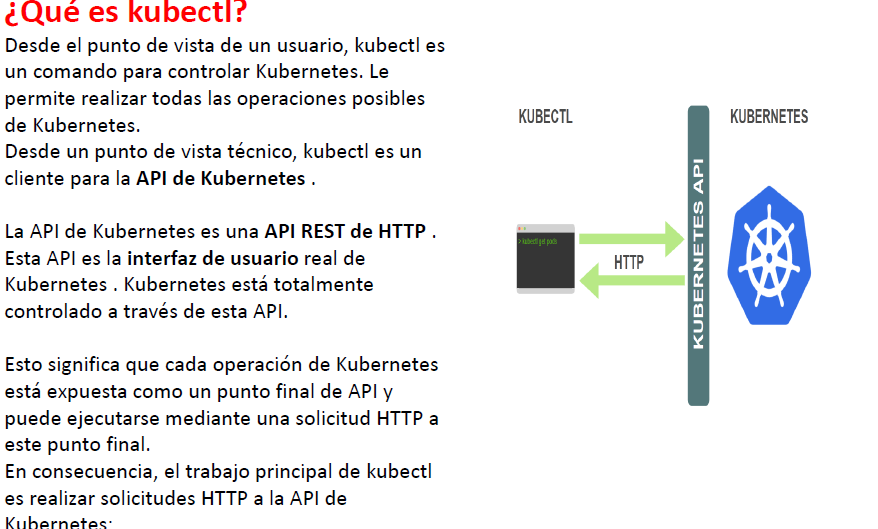 ¿Qué es kubectl?
Desde el punto de vista de un usuario, kubectl es
un comando para controlar Kubernetes. Le
permite realizar todas las operaciones posibles
de Kubernetes.
Desde un punto de vista técnico, kubectl es un
cliente para la API de Kubernetes .
La API de Kubernetes es una API REST de HTTP .
Esta API es la interfaz de usuario real de
Kubernetes . Kubernetes está totalmente
controlado a través de esta API.
Esto significa que cada operación de Kubernetes
está expuesta como un punto final de API y
puede ejecutarse mediante una solicitud HTTP a
este punto final.
En consecuencia, el trabajo principal de kubectl
es realizar solicitudes HTTP a la API de
Kubernetes:
KUBECTL
> kubectl get pods
HTTP
KUBERNETES API
KUBERNETES